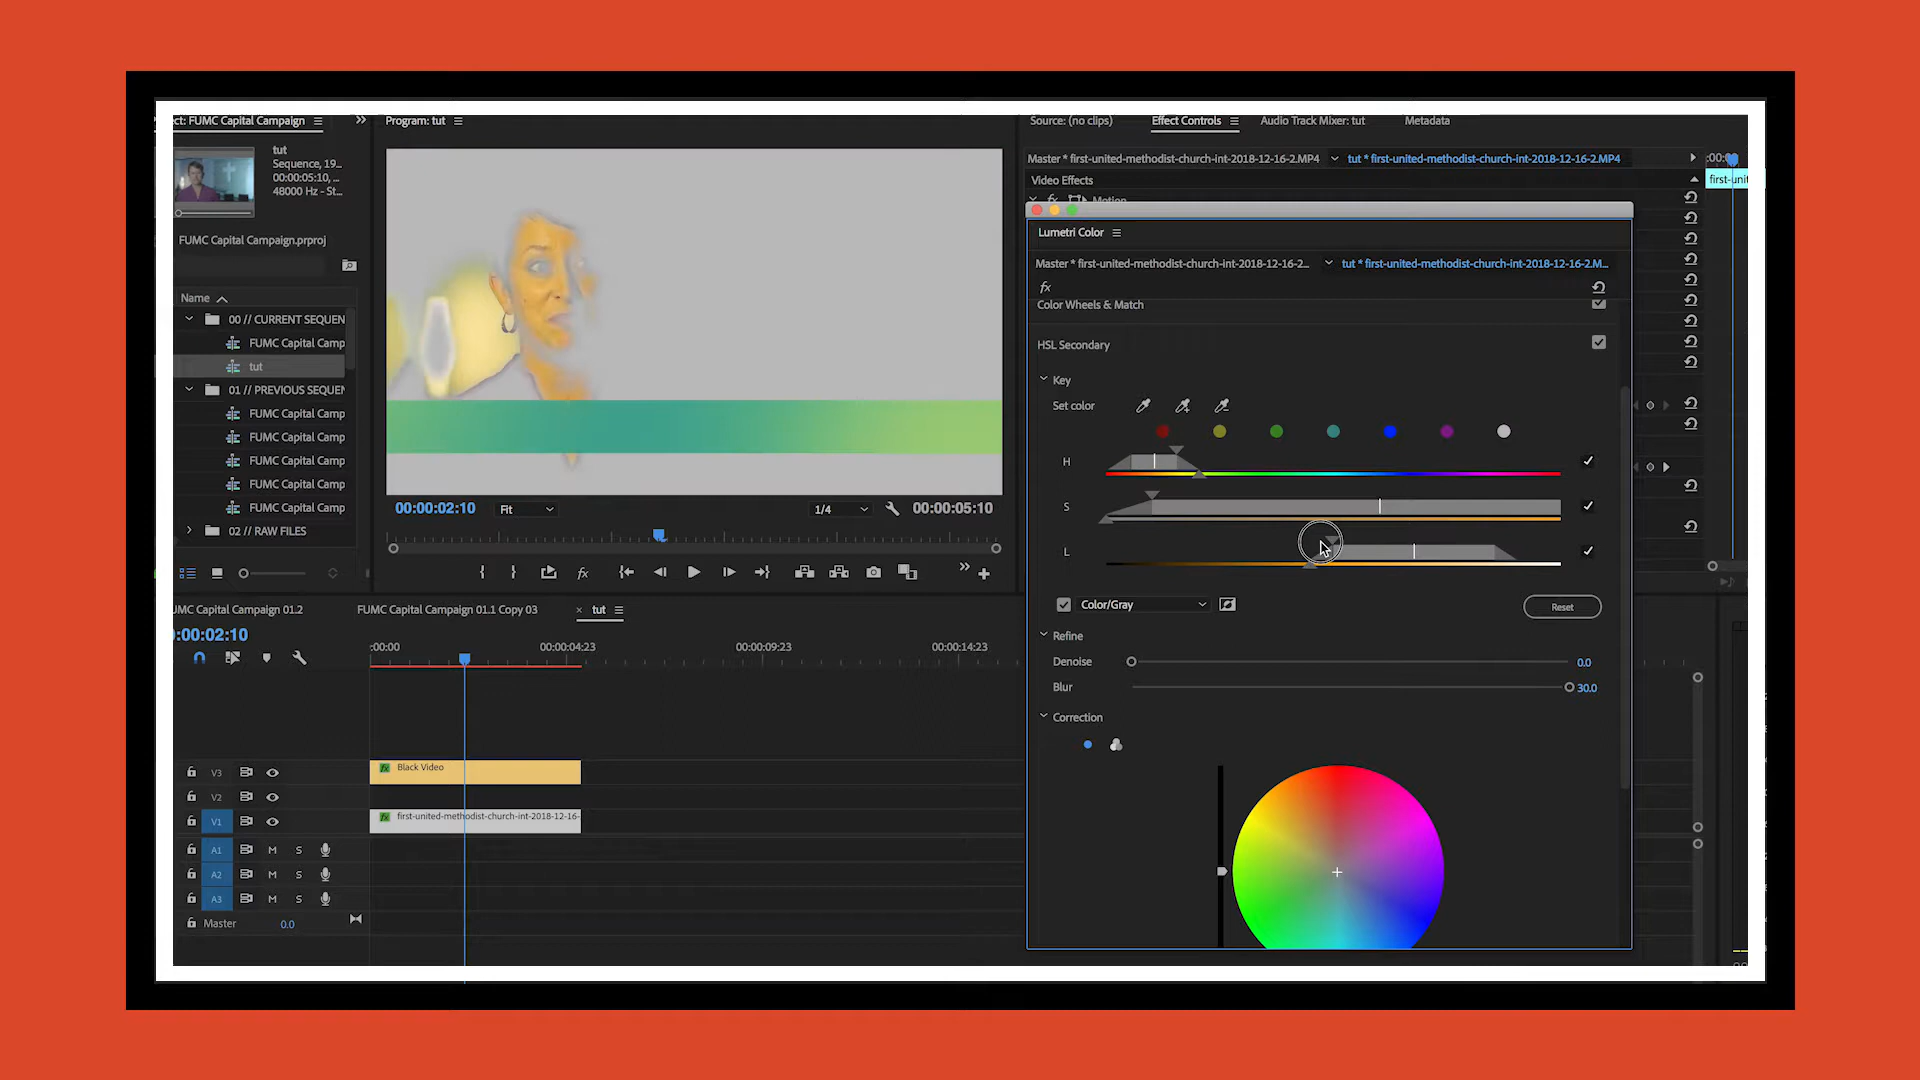 ct: FUMC Capital Campaign
tut
Sequence, 19...
00:00:05:10, ...
48000 Hz - St...
FUMC Capital Campaign.prproj
Name
00 // CURRENT SEQUEN
FUMC Capital Camp
tut
01 // PREVIOUS SEQUEN
FUMC Capital Camp
FUMC Capital Camp
FUMC Capital Camp
FUMC Capital Camp
FUMC Capital Camp
02 // RAW FILES
Program: tut
00:00:02:10
Fit
1/4
00:00:05:10
Source: (no clips)
Effect Controls
Audio Track Mixer: tut
Metadata
Master * first-united-methodist-church-int-2018-12-16-2.MP4
tut * first-united-methodist-church-int-2018-12-16-2.MP4
:00:00
Video Effects
first-unit
fx
Motion
Lumetri Color
Master * first-united-methodist-church-int-2018-12-16-2...
tut * first-united-methodist-church-int-2018-12-16-2.M...
fx
Color Wheels & Match
HSL Secondary
Key
Set color
H
S
L
Color/Gray
Reset
Refine
Denoise
0.0
Blur
30.0
Correction
UMC Capital Campaign 01.2
FUMC Capital Campaign 01.1 Copy 03
× tut
0:00:02:10
:00:00
00:00:04:23
00:00:09:23
00:00:14:23
V3
fx Black Video
V2
V1
fx first-united-methodist-church-int-2018-12-16-
A1 M S
A2 M S
A3 M S
Master
0.0